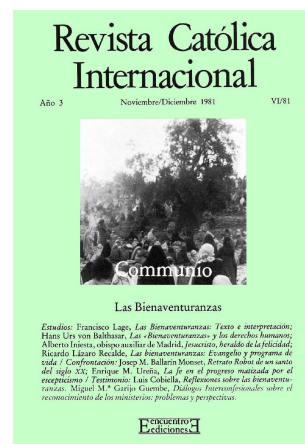 Revista Católica
Internacional
Año 3 Noviembre/Diciembre 1981 VI/81
Communio
Las Bienaventuranzas
Estudios: Francisco Lage, Las Bienaventuranzas: Texto e interpretación;
Hans Urs von Balthasar, Las «Bienaventuranzas» y los derechos humanos;
Alberto Iniesta, obispo auxiliar de Madrid, Jesucristo, heraldo de la felicidad;
Ricardo Lázaro Recalde, Las bienaventuranzas: Evangelio y programa de
vida / Confrontación: Josep M. Ballarín Monset, Retrato Robot de un santo
del siglo XX; Enrique M. Ureña, La fe en el progreso matizada por el
escepticismo / Testimonio: Luis Cobiella, Reflexiones sobre las bienaventu-
ranzas. Miguel M.ª Garijo Guembe, Diálogos Interconfesionales sobre el
reconocimiento de los ministerios: problemas y perspectivas.
encuentro
Ediciones